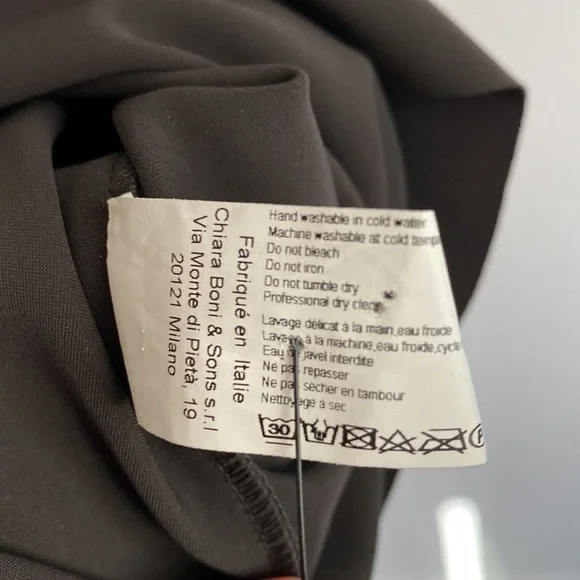 Hand washable in cold water
Machine washable at cold temp
Do not bleach
Do not iron
Do not tumble dry
Professional dry clean
Lavage délicat à la main,eau froide
Lavage à la machine,eau froide,cycle
Eau de javel interdite
Ne pas repasser
Ne pas sécher en tambour
Nettoyage à sec
30
P
Fabriqué en Italie
Chiara Boni & Sons s.r.l
Via Monte di Pietà, 19
20121 Milano